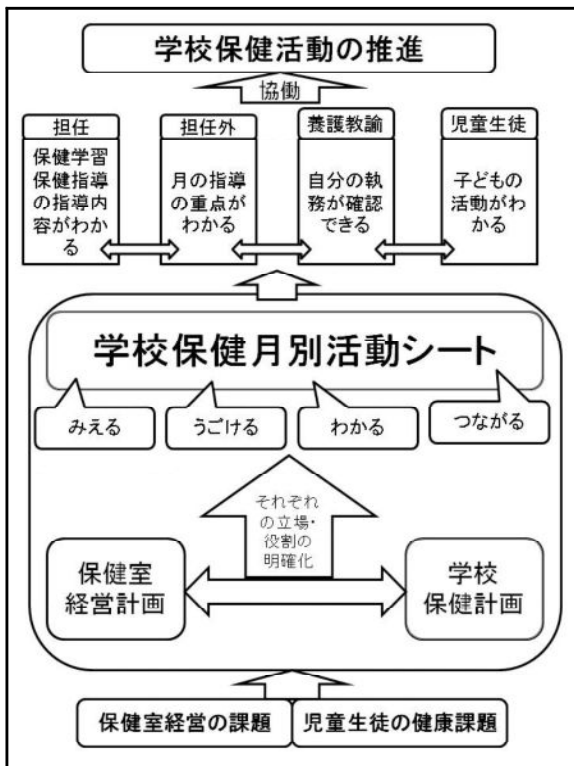 学校保健活動の推進
協働
担任
保健学習
保健指導
の指導内
容がわか
る
担任外
月の指導
の重点が
わかる
養護教諭
自分の執
務が確認
できる
児童生徒
子どもの
活動がわ
かる
学校保健月別活動シート
みえる
うごける
わかる
つながる
それぞれ
の立場・
役割の
明確化
保健室
経営計画
学校
保健計画
保健室経営の課題
児童生徒の健康課題